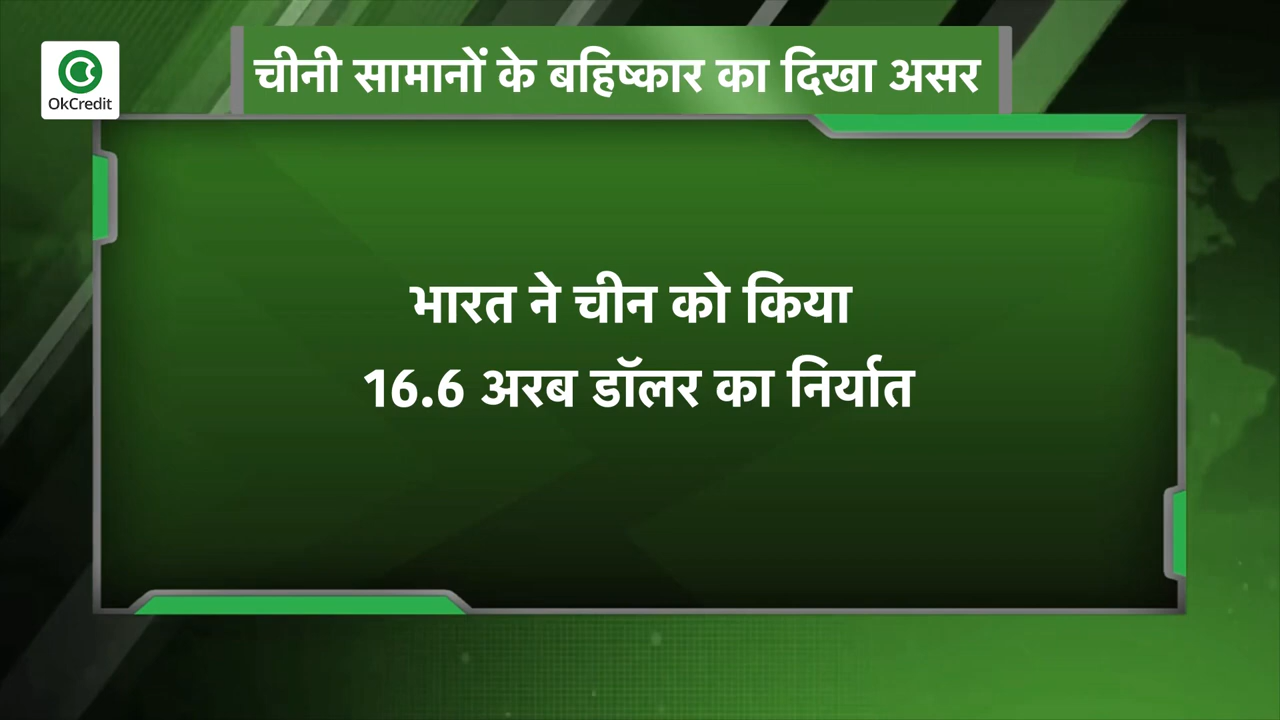 OkCredit
चीनी सामानों के बहिष्कार का दिखा असर
भारत ने चीन को किया
16.6 अरब डॉलर का निर्यात